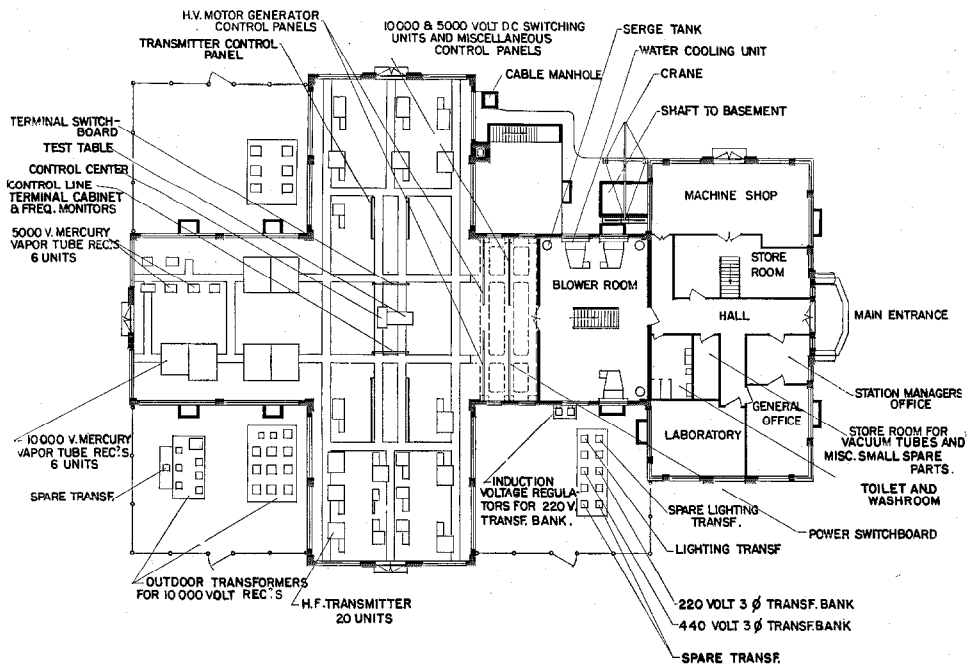 H.V. MOTOR GENERATOR
CONTROL PANELS
TRANSMITTER CONTROL
PANEL
10000 & 5000 VOLT D.C SWITCHING
UNITS AND MISCELLANEOUS
CONTROL PANELS
SERGE TANK
WATER COOLING UNIT
CABLE MANHOLE
CRANE
SHAFT TO BASEMENT
TERMINAL SWITCH-
BOARD
TEST TABLE
CONTROL CENTER
CONTROL LINE
TERMINAL CABINET
& FREQ. MONITORS
5000 V. MERCURY
VAPOR TUBE REC'S
6 UNITS
MACHINE SHOP
STORE
ROOM
BLOWER ROOM
HALL
MAIN ENTRANCE
STATION MANAGERS
OFFICE
GENERAL
OFFICE
LABORATORY
STORE ROOM FOR
VACUUM TUBES AND
MISC. SMALL SPARE
PARTS.
TOILET AND
WASHROOM
10000 V. MERCURY
VAPOR TUBE REC'S
6 UNITS
SPARE TRANSF.
INDUCTION
VOLTAGE REGULA-
TORS FOR 220 V.
TRANSF. BANK.
SPARE LIGHTING
TRANSF.
POWER SWITCHBOARD
LIGHTING TRANSF
OUTDOOR TRANSFORMERS
FOR 10000 VOLT REC'S
H.F. TRANSMITTER
20 UNITS
220 VOLT 3 Ø TRANSF. BANK
440 VOLT 3 Ø TRANSF. BANK
SPARE TRANSF.